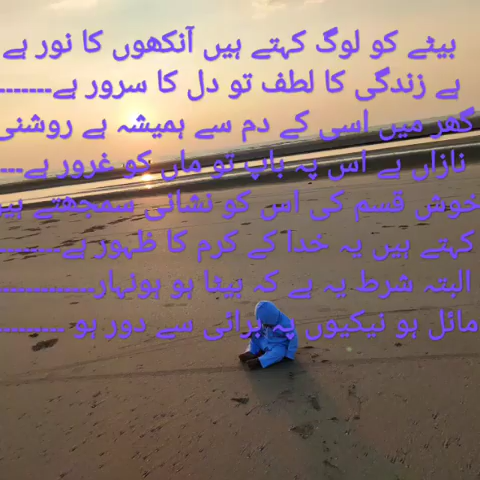 بیٹے کو لوگ کہتے ہیں آنکھوں کا نور ہے
ہے زندگی کا لطف تو دل کا سرور ہے.......
گھر میں اسی کے دم سے ہمیشہ ہے روشنی
نازاں ہے اس پہ باپ تو ماں کو غرور ہے...
خوش قسم کی اس کو نشانی سمجھتے ہیں
کہتے ہیں یہ خدا کے کرم کا ظہور ہے.........
البتہ شرط یہ ہے کہ بیٹا ہو ہونہار............
مائل ہو نیکیوں پہ برائی سے دور ہو .........